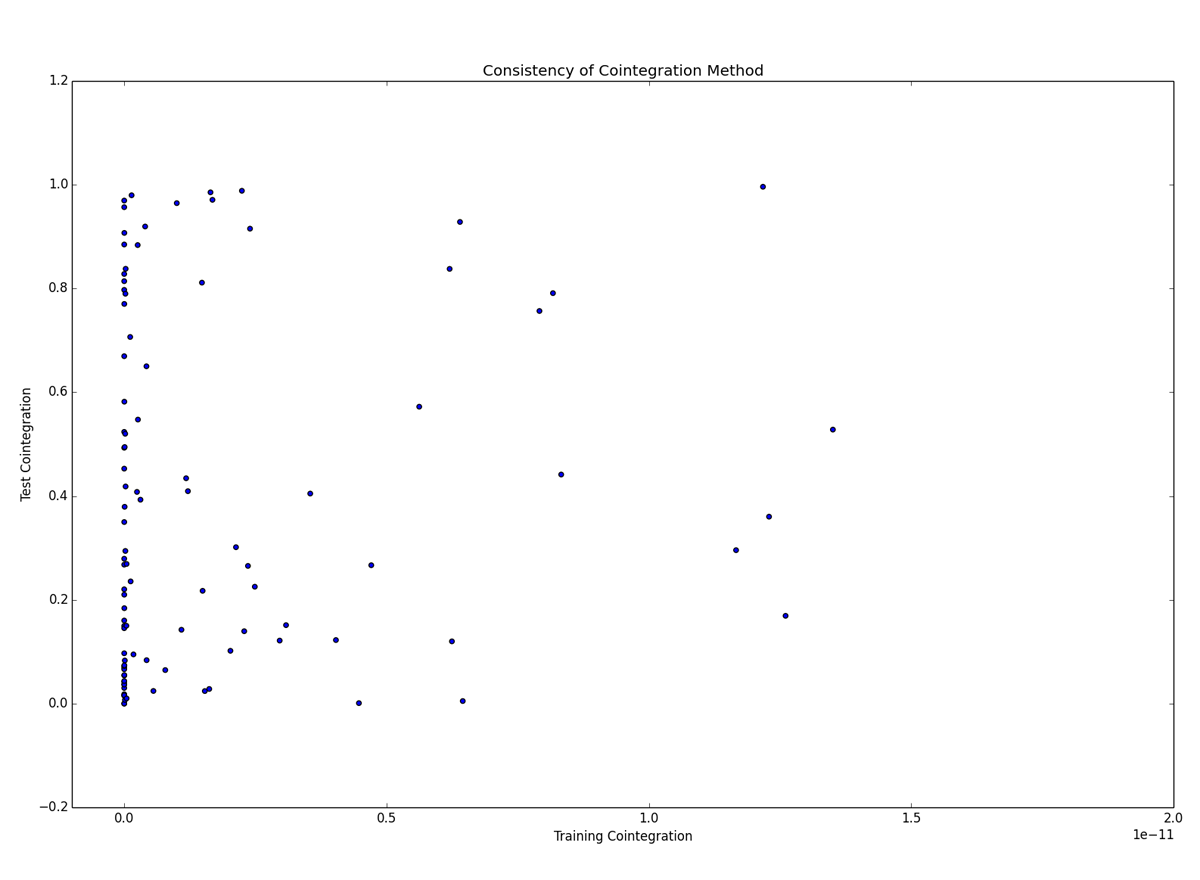 Consistency of Cointegration Method
1.2
1.0
0.8
0.6
0.4
0.2
0.0
−0.2
Test Cointegration
0.0 0.5 1.0 1.5 2.0
1e−11
Training Cointegration